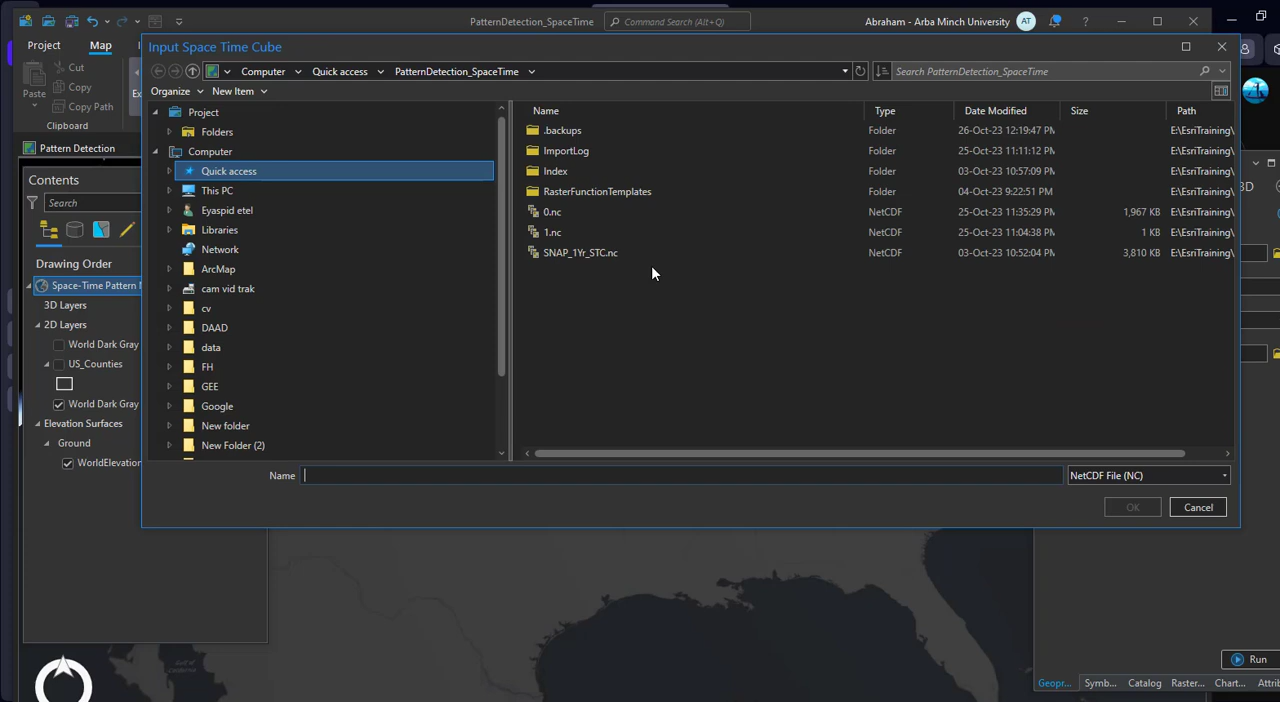 PatternDetection_SpaceTime
Command Search (Alt+Q)
Abraham - Arba Minch University
AT
?
Project
Map
Cut
Copy
Copy Path
Paste
Clipboard
Pattern Detection
Contents
Search
Drawing Order
Space-Time Pattern
3D Layers
2D Layers
World Dark Gray
US_Counties
World Dark Gray
Elevation Surfaces
Ground
WorldElevation
Input Space Time Cube
Computer
Quick access
PatternDetection_SpaceTime
Search PatternDetection_SpaceTime
Organize
New Item
Project
Folders
Computer
Quick access
This PC
Eyaspid etel
Libraries
Network
ArcMap
cam vid trak
cv
DAAD
data
FH
GEE
Google
New folder
New Folder (2)
Name Type Date Modified Size Path
.backups Folder 26-Oct-23 12:19:47 PM E:\EsriTraining\
ImportLog Folder 25-Oct-23 11:11:12 PM E:\EsriTraining\
Index Folder 03-Oct-23 10:57:09 PM E:\EsriTraining\
RasterFunctionTemplates Folder 04-Oct-23 9:22:51 PM E:\EsriTraining\
0.nc NetCDF 25-Oct-23 11:35:29 PM 1,967 KB E:\EsriTraining\
1.nc NetCDF 25-Oct-23 11:04:38 PM 1 KB E:\EsriTraining\
SNAP_1Yr_STC.nc NetCDF 03-Oct-23 10:52:04 PM 3,810 KB E:\EsriTraining\
Name
NetCDF File (NC)
OK
Cancel
3D
Run
Geopr... Symb... Catalog Raster... Chart... Attri